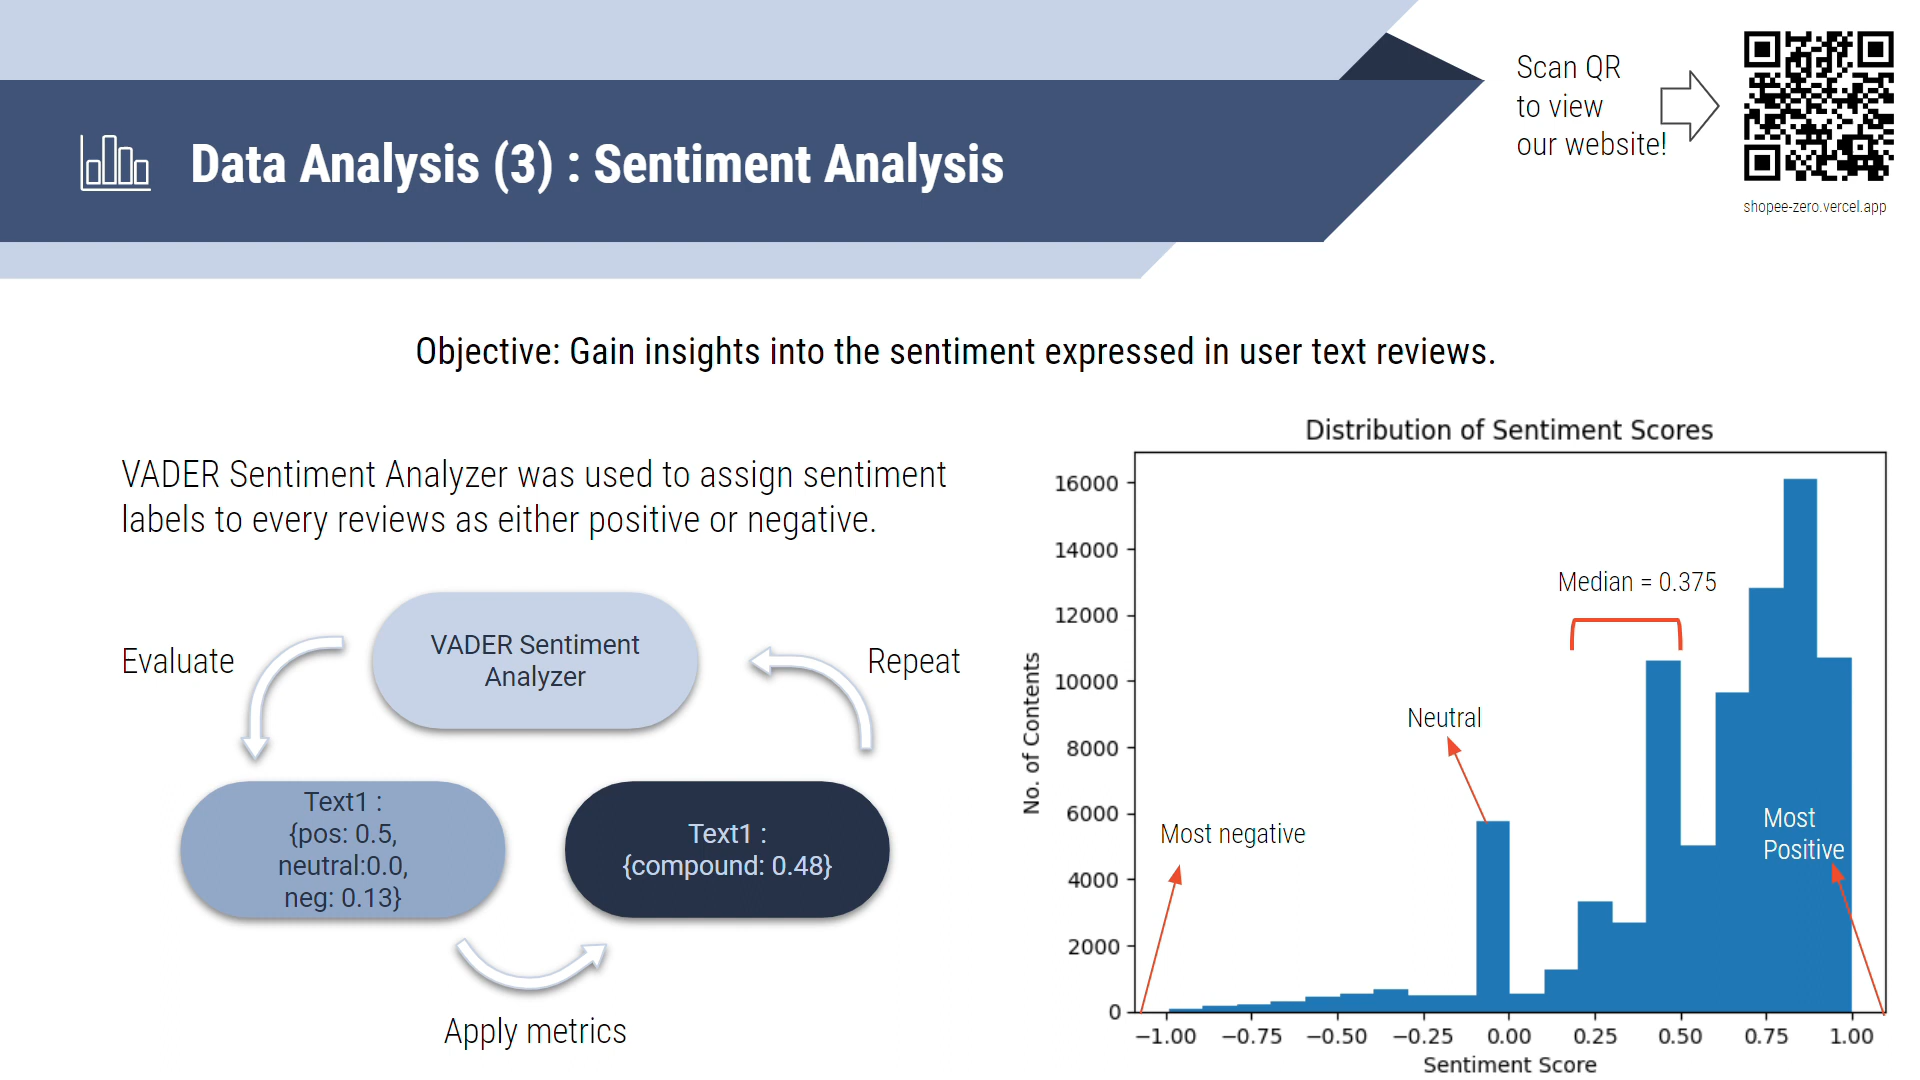 Scan QR
to view
our website!
shopee-zero.vercel.app
Data Analysis (3) : Sentiment Analysis
Objective: Gain insights into the sentiment expressed in user text reviews.
VADER Sentiment Analyzer was used to assign sentiment
labels to every reviews as either positive or negative.
Evaluate
VADER Sentiment
Analyzer
Repeat
Text1 :
{pos: 0.5,
neutral:0.0,
neg: 0.13}
Text1 :
{compound: 0.48}
Apply metrics
Distribution of Sentiment Scores
No. of Contents
16000
14000
12000
10000
8000
6000
4000
2000
0
Median = 0.375
Neutral
Most negative
Most
Positive
−1.00 −0.75 −0.50 −0.25 0.00 0.25 0.50 0.75 1.00
Sentiment Score